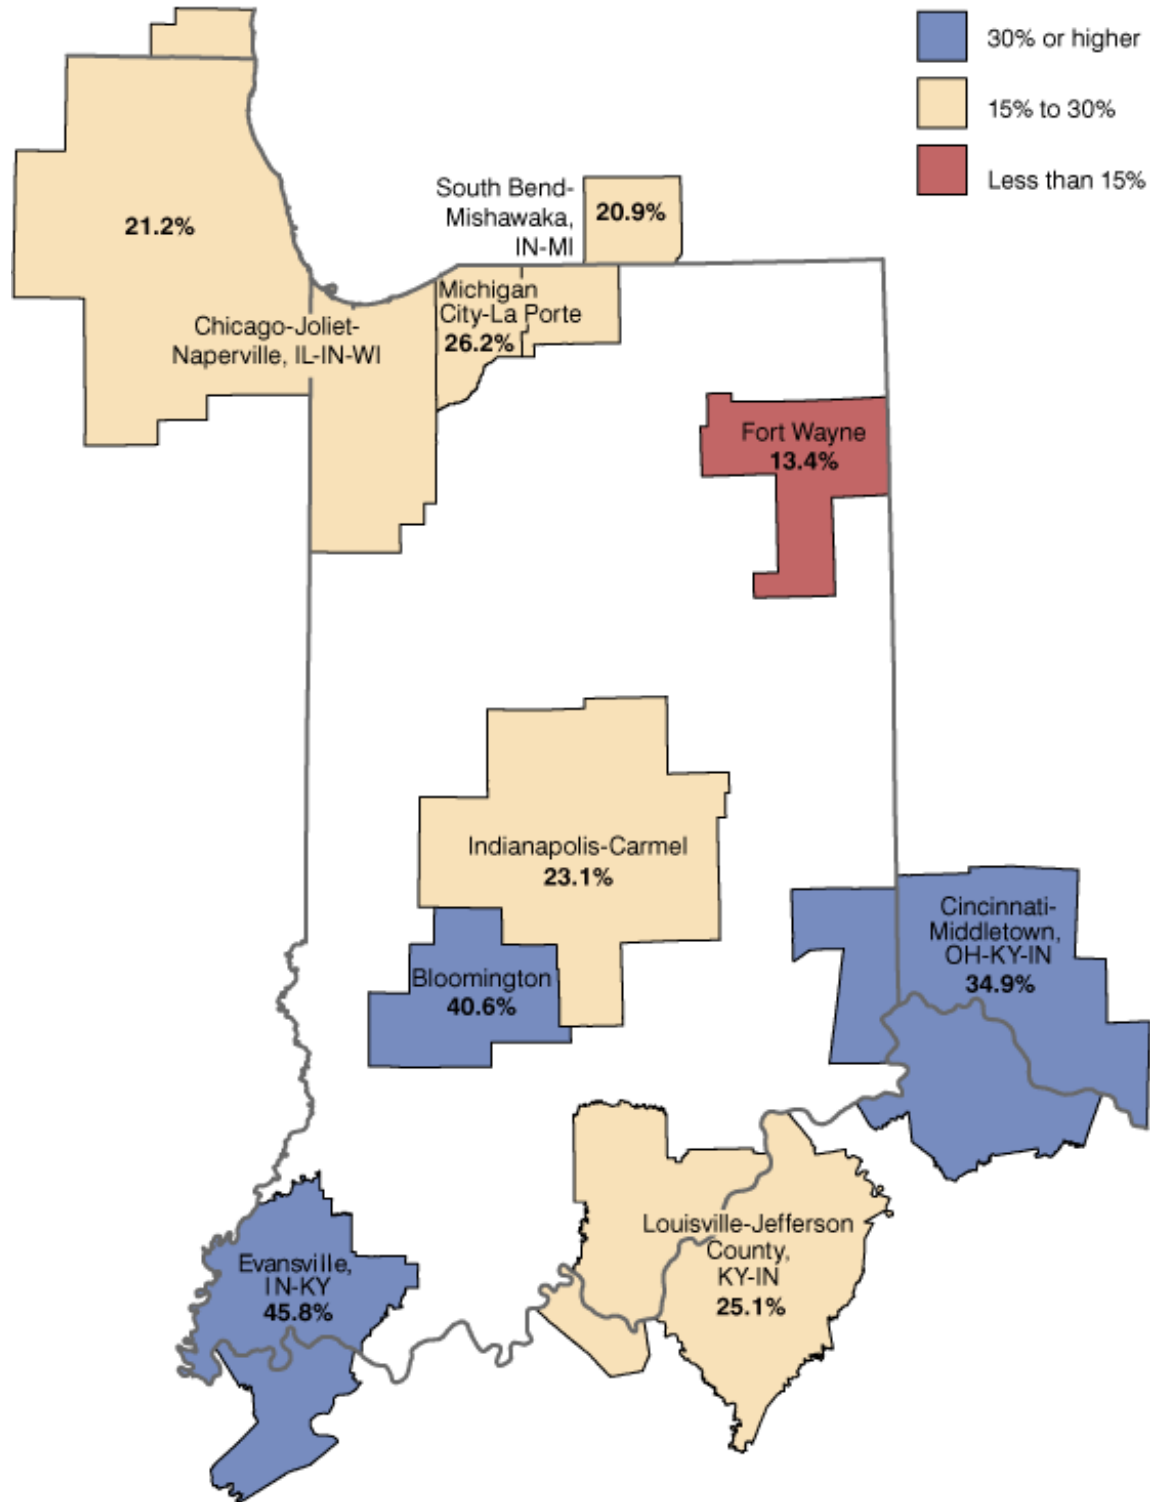 30% or higher
15% to 30%
Less than 15%
South Bend-
Mishawaka,
IN-MI
20.9%
21.2%
Michigan
City-La Porte
26.2%
Chicago-Joliet-
Naperville, IL-IN-WI
Fort Wayne
13.4%
Indianapolis-Carmel
23.1%
Cincinnati-
Middletown,
OH-KY-IN
34.9%
Bloomington
40.6%
Louisville-Jefferson
County,
KY-IN
25.1%
Evansville,
IN-KY
45.8%